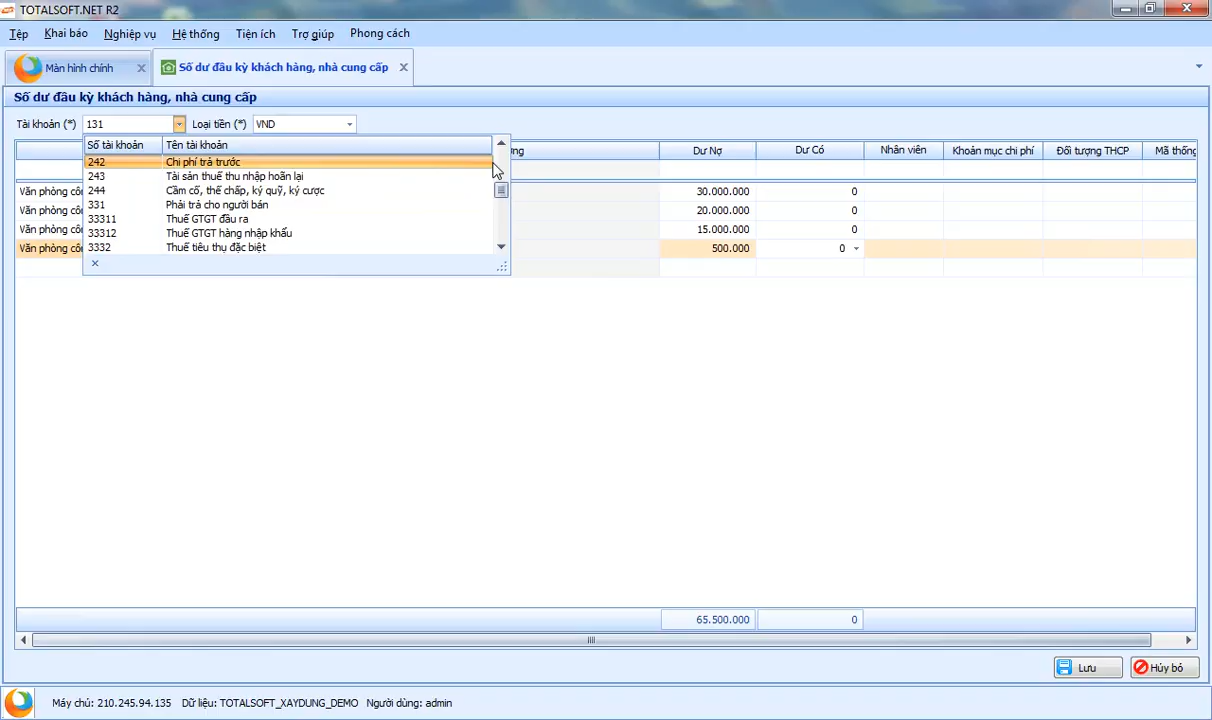 TOTALSOFT.NET R2
Tệp Khai báo Nghiệp vụ Hệ thống Tiện ích Trợ giúp Phong cách
Màn hình chính Số dư đầu kỳ khách hàng, nhà cung cấp
Số dư đầu kỳ khách hàng, nhà cung cấp
Tài khoản (*) 131 Loại tiền (*) VND
Số tài khoản Tên tài khoản
Dư Nợ Dư Có Nhân viên Khoản mục chi phí Đối tượng THCP Mã thống
242 Chi phí trả trước
243 Tài sản thuế thu nhập hoãn lại
244 Cầm cố, thế chấp, ký quỹ, ký cược
331 Phải trả cho người bán
33311 Thuế GTGT đầu ra
33312 Thuế GTGT hàng nhập khẩu
3332 Thuế tiêu thụ đặc biệt
Văn phòng côn 30.000.000 0
Văn phòng côn 20.000.000 0
Văn phòng côn 15.000.000 0
Văn phòng côn 500.000 0
65.500.000 0
Lưu Hủy bỏ
Máy chủ: 210.245.94.135 Dữ liệu: TOTALSOFT_XAYDUNG_DEMO Người dùng: admin